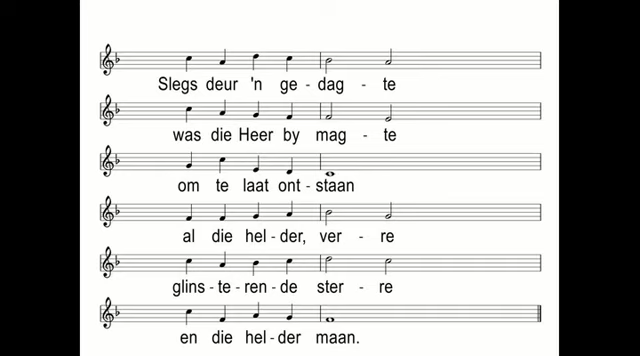 Slegs deur 'n ge - dag - te
was die Heer by mag - te
om te laat ont - staan
al die hel - der, ver - re
glins - te - ren - de ster - re
en die hel - der maan.